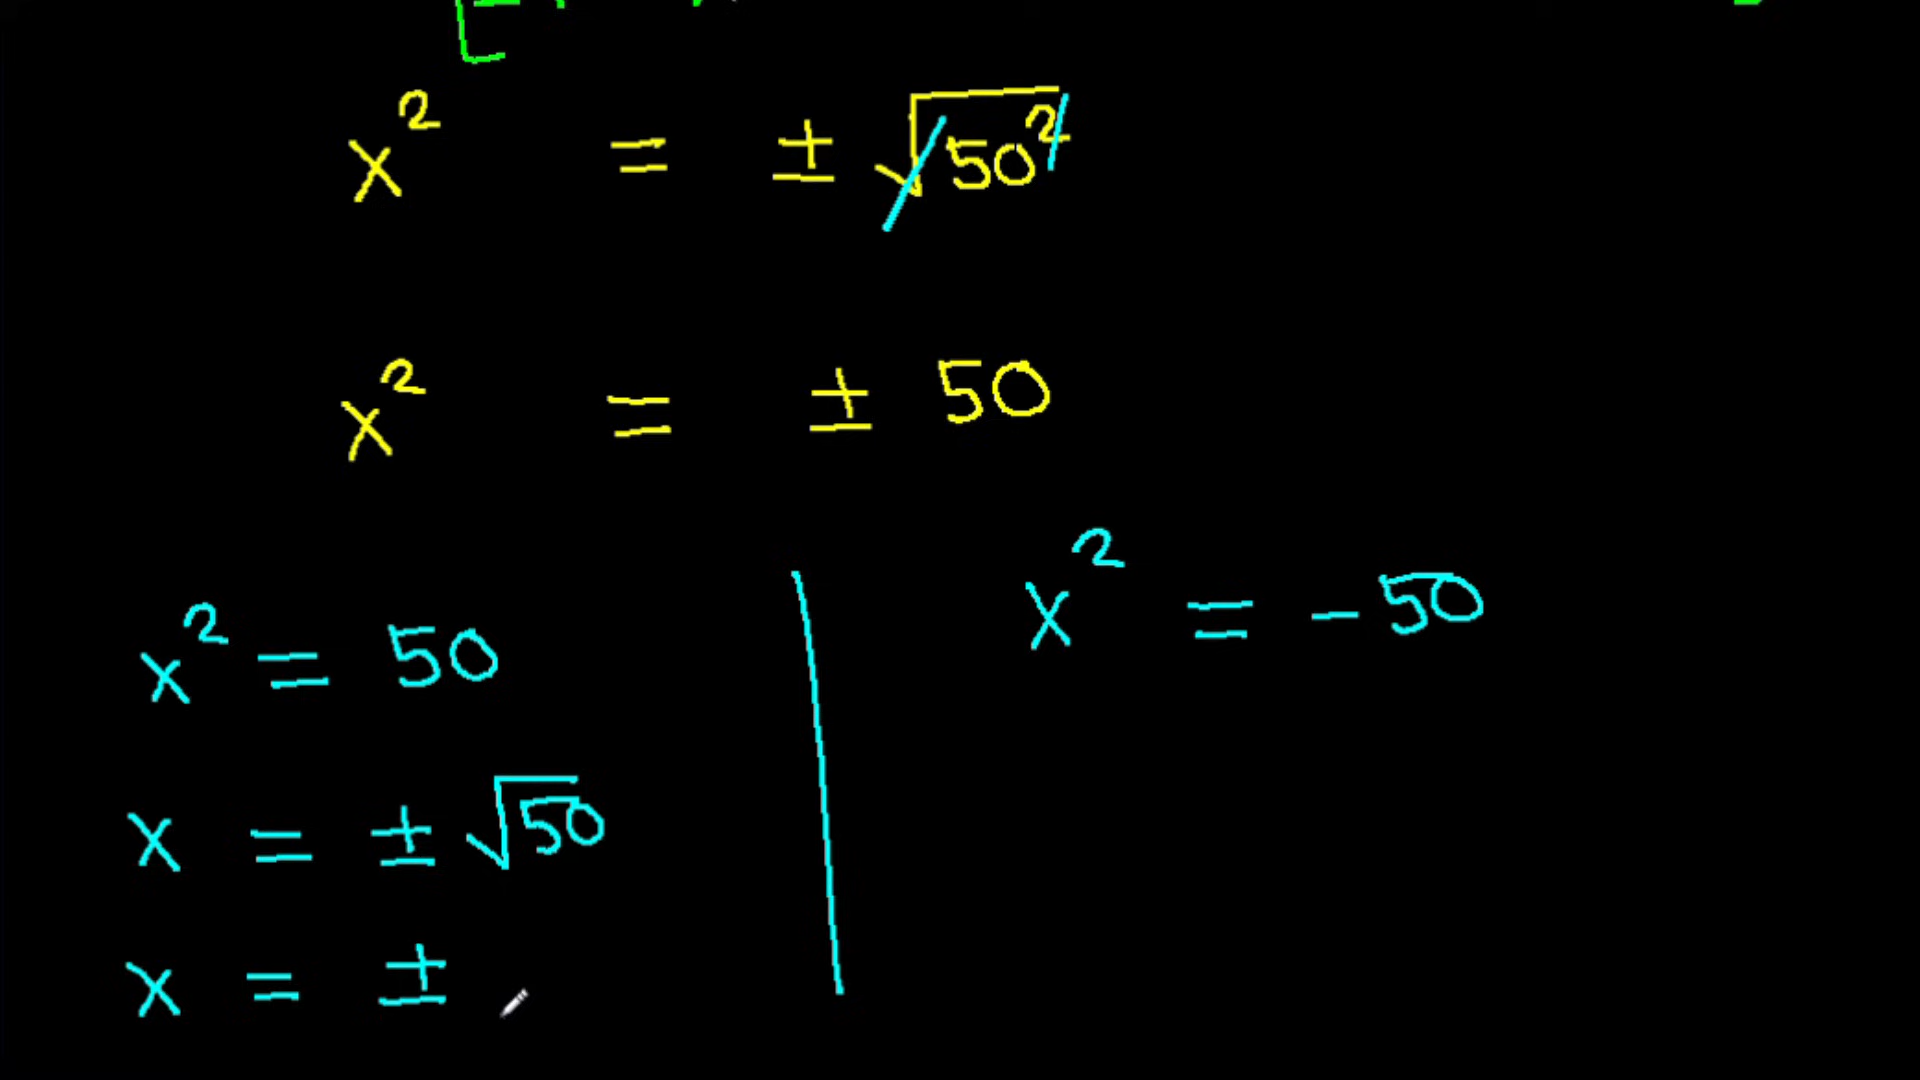 x² = ± √50²
x² = ± 50
x² = 50
x = ± √50
x = ±
x² = - 50